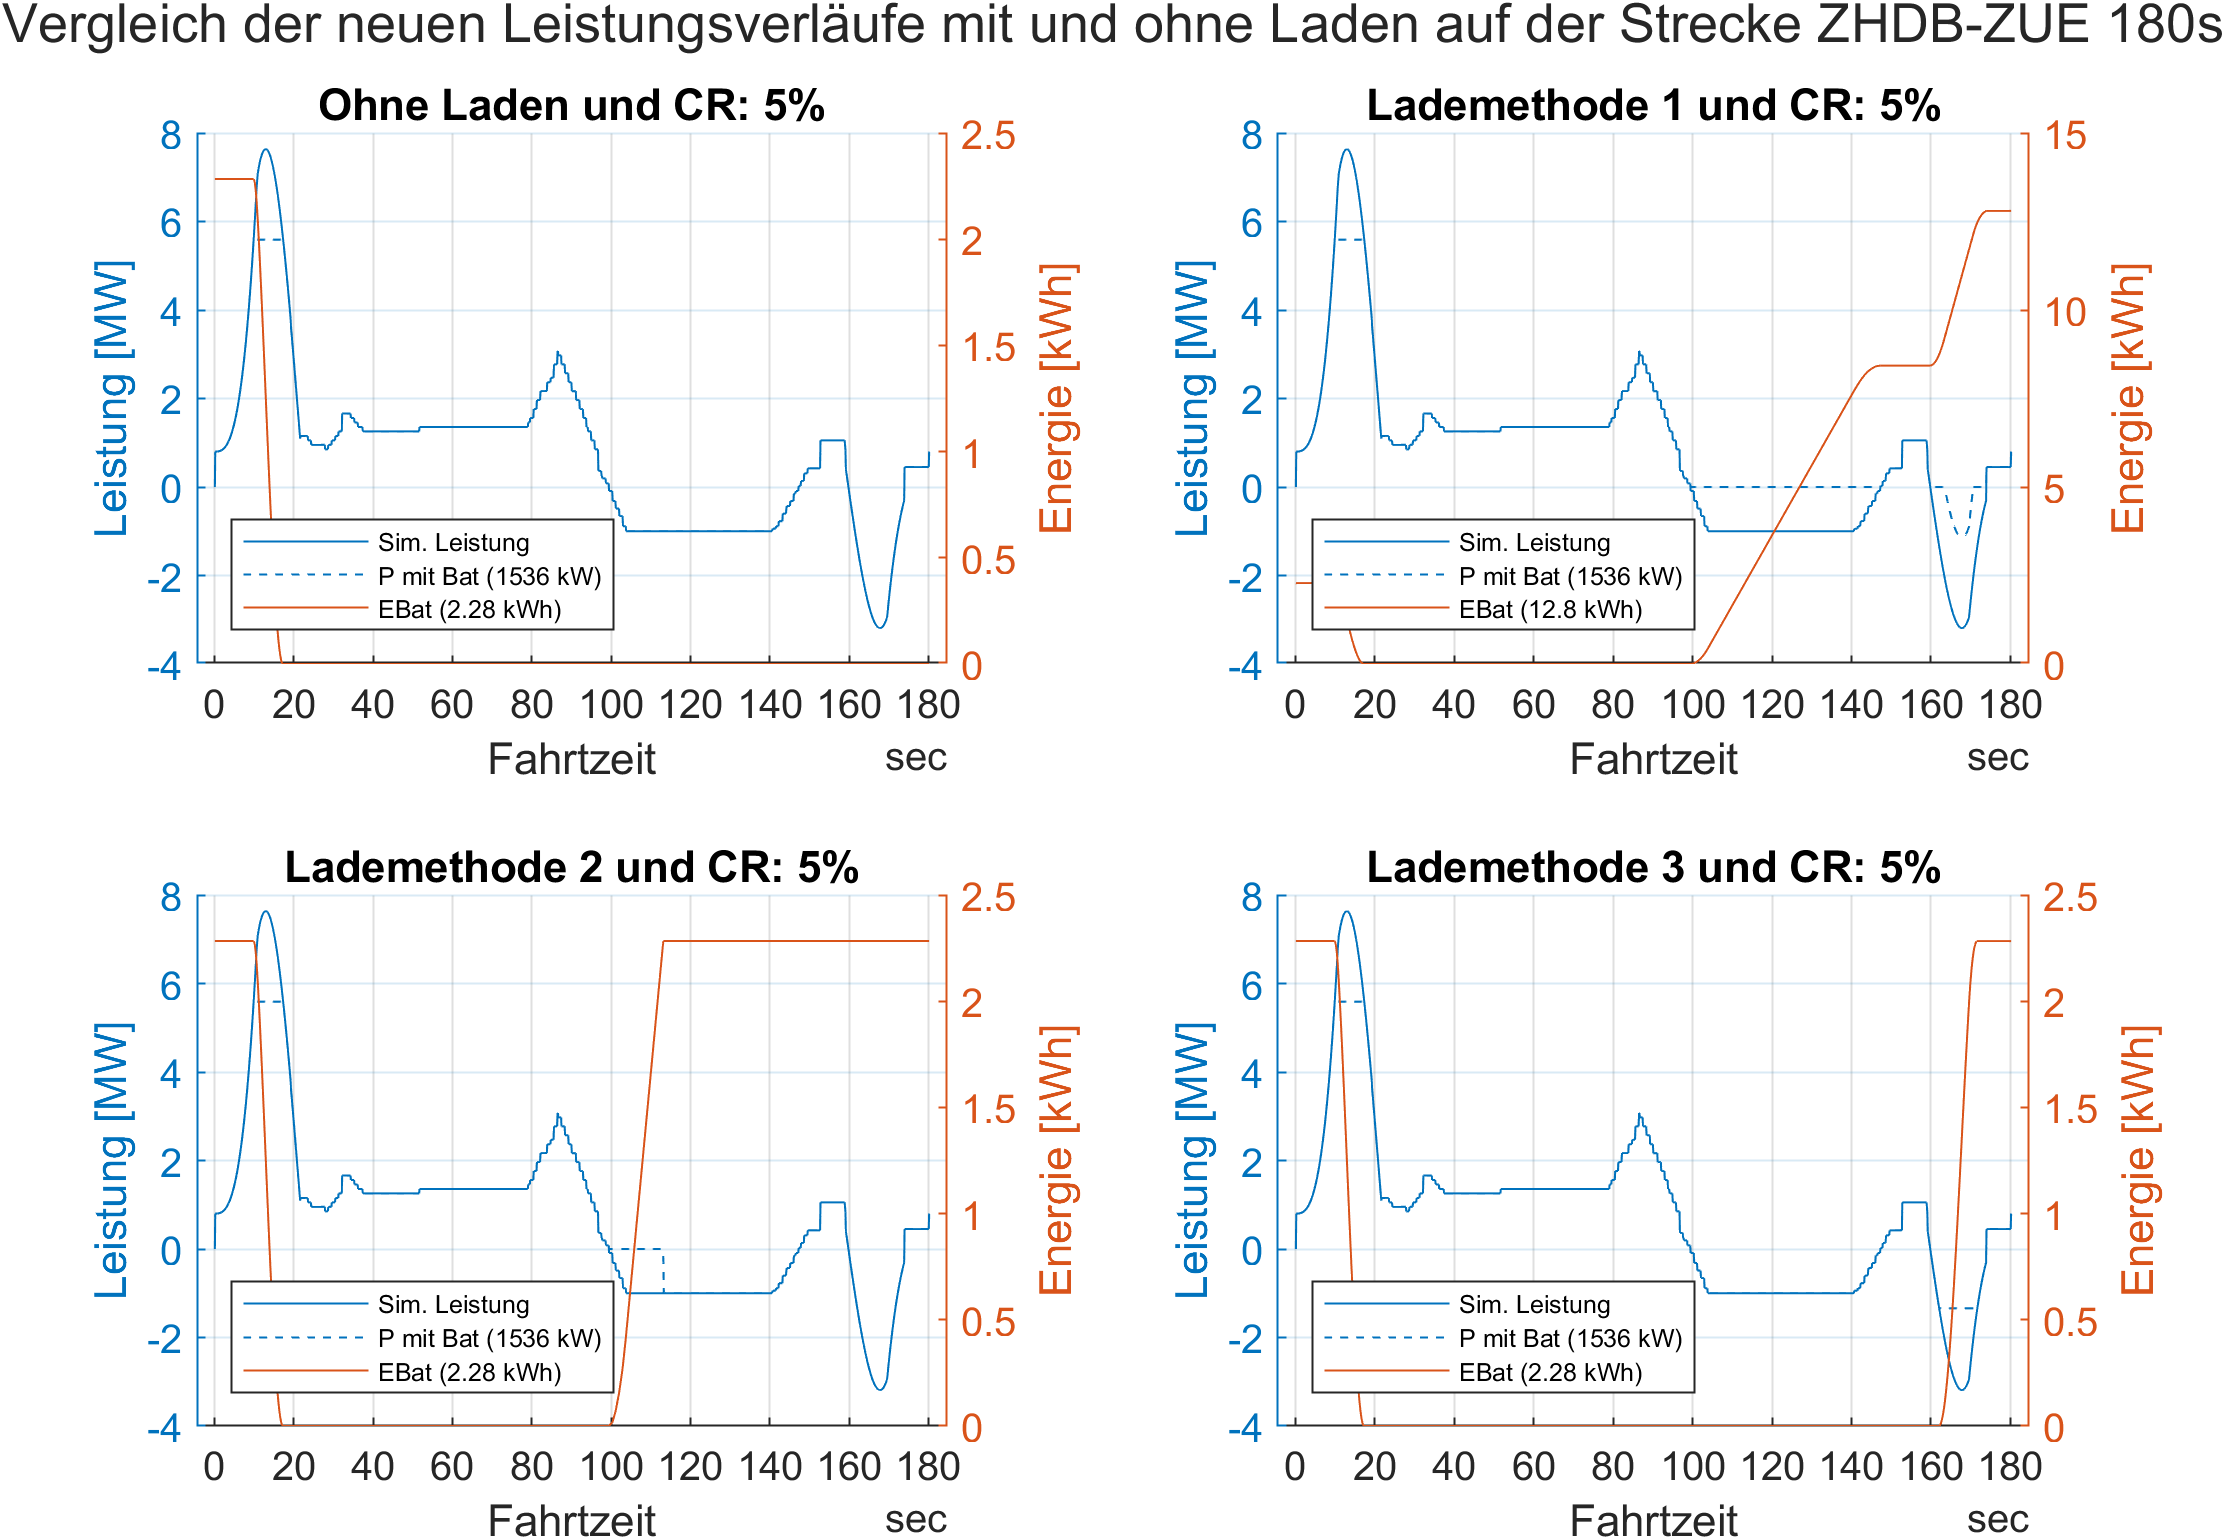 Vergleich der neuen Leistungsverläufe mit und ohne Laden auf der Strecke ZHDB-ZUE 180s
Ohne Laden und CR: 5%
8
6
4
2
0
-2
-4
Leistung [MW]
2.5
2
1.5
1
0.5
0
Energie [kWh]
Sim. Leistung
P mit Bat (1536 kW)
EBat (2.28 kWh)
0 20 40 60 80 100 120 140 160 180
Fahrtzeit
sec
Lademethode 1 und CR: 5%
8
6
4
2
0
-2
-4
Leistung [MW]
15
10
5
0
Energie [kWh]
Sim. Leistung
P mit Bat (1536 kW)
EBat (12.8 kWh)
0 20 40 60 80 100 120 140 160 180
Fahrtzeit
sec
Lademethode 2 und CR: 5%
8
6
4
2
0
-2
-4
Leistung [MW]
2.5
2
1.5
1
0.5
0
Energie [kWh]
Sim. Leistung
P mit Bat (1536 kW)
EBat (2.28 kWh)
0 20 40 60 80 100 120 140 160 180
Fahrtzeit
sec
Lademethode 3 und CR: 5%
8
6
4
2
0
-2
-4
Leistung [MW]
2.5
2
1.5
1
0.5
0
Energie [kWh]
Sim. Leistung
P mit Bat (1536 kW)
EBat (2.28 kWh)
0 20 40 60 80 100 120 140 160 180
Fahrtzeit
sec